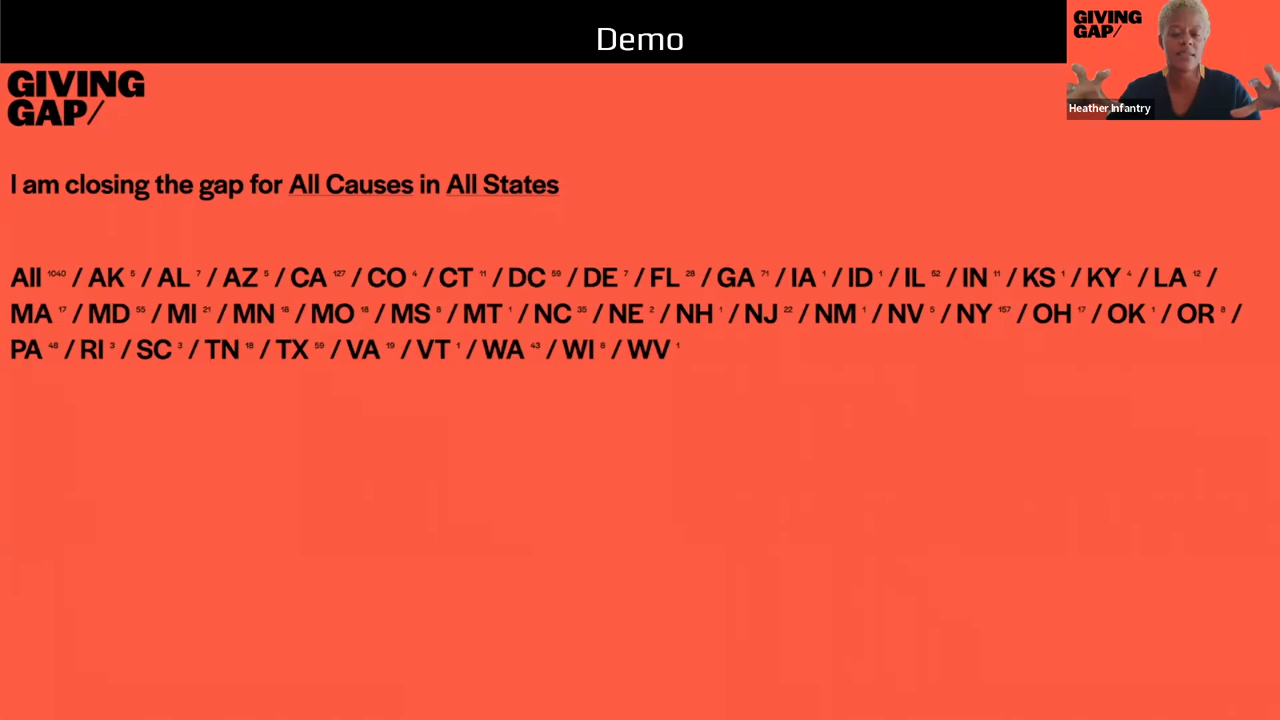 Demo
GIVING
GAP/
Heather Infantry
GIVING
GAP/
I am closing the gap for All Causes in All States
All 1040 / AK 5 / AL 7 / AZ 5 / CA 127 / CO 4 / CT 11 / DC 59 / DE 7 / FL 28 / GA 71 / IA 1 / ID 1 / IL 52 / IN 11 / KS 1 / KY 4 / LA 12 /
MA 17 / MD 55 / MI 21 / MN 18 / MO 18 / MS 8 / MT 1 / NC 35 / NE 2 / NH 1 / NJ 22 / NM 1 / NV 5 / NY 157 / OH 17 / OK 1 / OR 8 /
PA 48 / RI 3 / SC 3 / TN 18 / TX 59 / VA 19 / VT 1 / WA 43 / WI 6 / WV 1